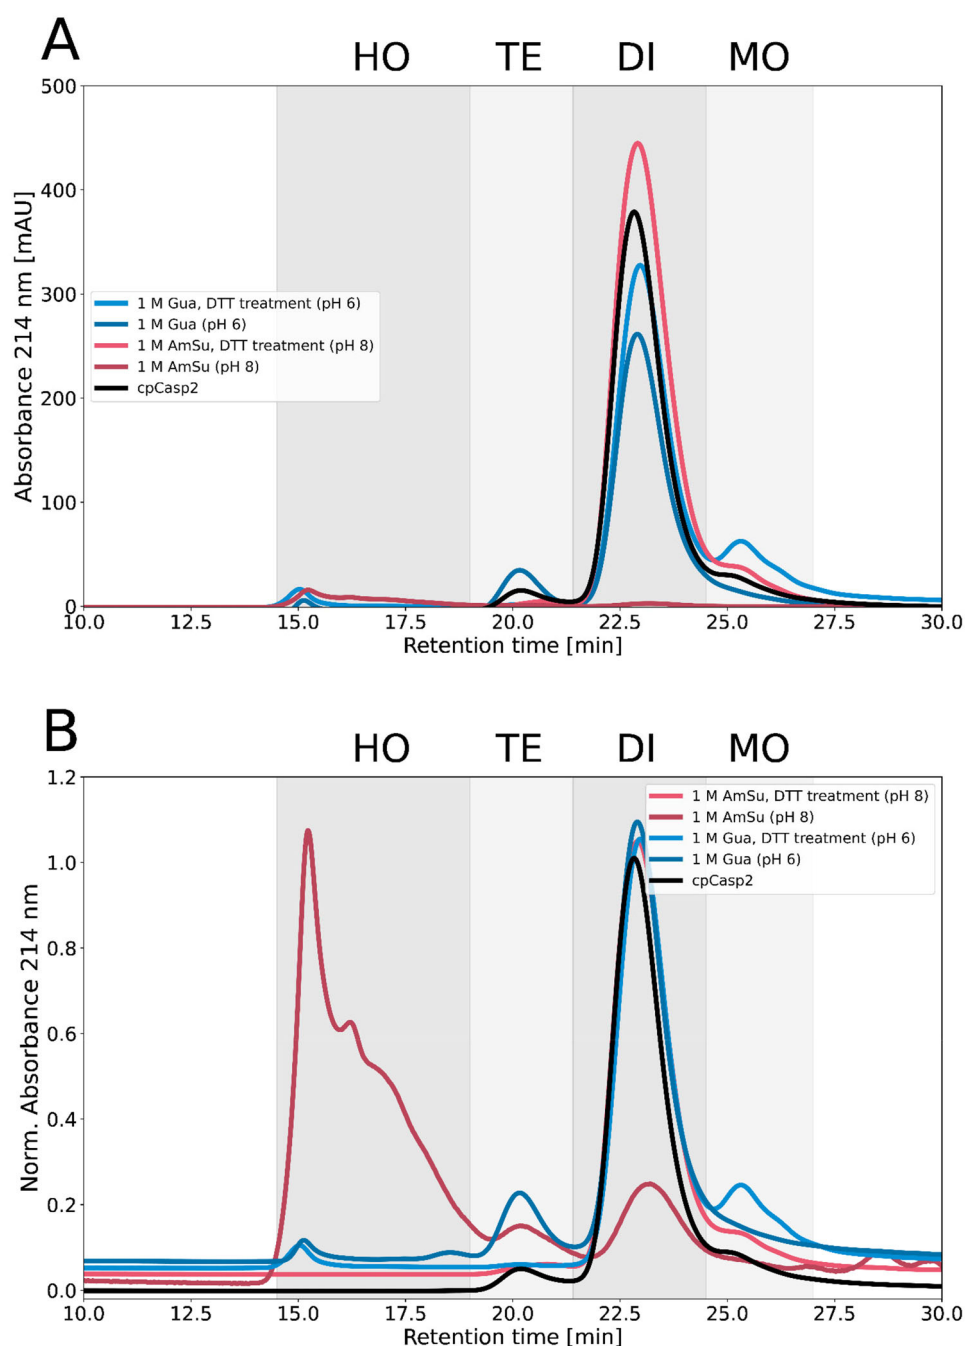 A
HO TE DI MO
500
400
300
200
100
0
Absorbance 214 nm [mAU]
1 M Gua, DTT treatment (pH 6)
1 M Gua (pH 6)
1 M AmSu, DTT treatment (pH 8)
1 M AmSu (pH 8)
cpCasp2
10.0 12.5 15.0 17.5 20.0 22.5 25.0 27.5 30.0
Retention time [min]
B
HO TE DI MO
1.2
1.0
0.8
0.6
0.4
0.2
0.0
Norm. Absorbance 214 nm
1 M AmSu, DTT treatment (pH 8)
1 M AmSu (pH 8)
1 M Gua, DTT treatment (pH 6)
1 M Gua (pH 6)
cpCasp2
10.0 12.5 15.0 17.5 20.0 22.5 25.0 27.5 30.0
Retention time [min]